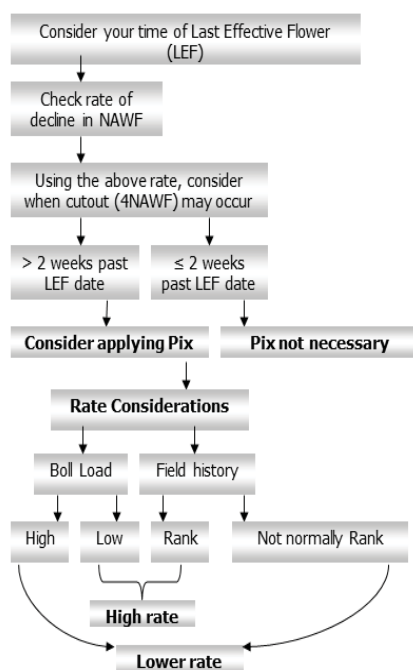 Consider your time of Last Effective Flower
(LEF)
Check rate of
decline in NAWF
Using the above rate, consider
when cutout (4NAWF) may occur
> 2 weeks past
LEF date
≤ 2 weeks
past LEF date
Consider applying Pix
Pix not necessary
Rate Considerations
Boll Load
Field history
High
Low
Rank
Not normally Rank
High rate
Lower rate